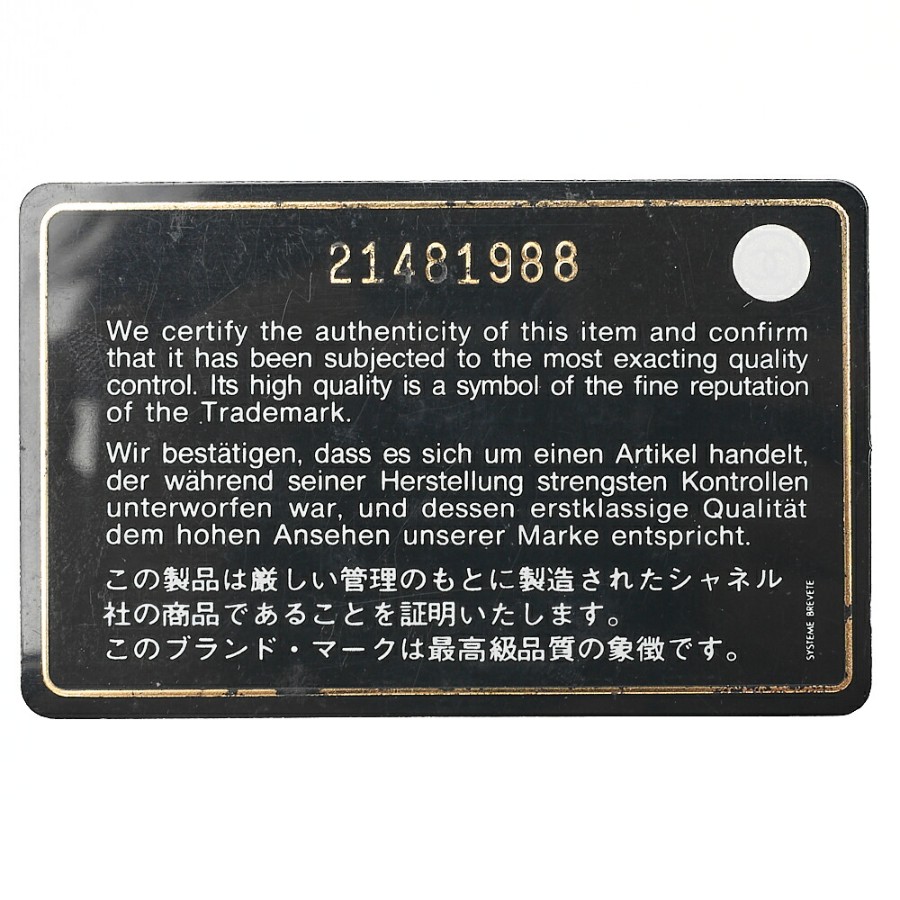 21481988
We certify the authenticity of this item and confirm
that it has been subjected to the most exacting quality
control. Its high quality is a symbol of the fine reputation
of the Trademark.
Wir bestätigen, dass es sich um einen Artikel handelt,
der während seiner Herstellung strengsten Kontrollen
unterworfen war, und dessen erstklassige Qualität
dem hohen Ansehen unserer Marke entspricht.
この製品は厳しい管理のもとに製造されたシャネル
社の商品であることを証明いたします。
このブランド・マークは最高級品質の象徴です。
SYSTEME BREVETE